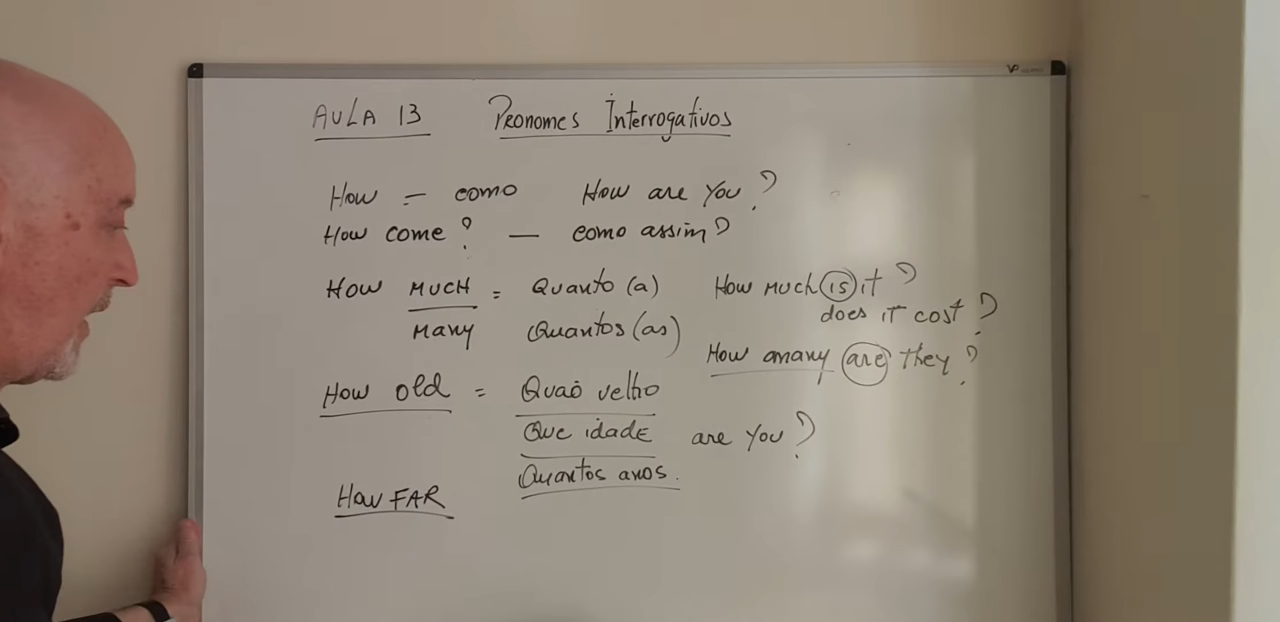 AULA 13 Pronomes Interrogativos
How = como How are you?
How come? — como assim?
How MUCH = Quanto (a) How much is it?
does it cost?
Many Quantos (as)
How many are they?
How old = Quão velho
Que idade are you?
Quantos anos.
How FAR